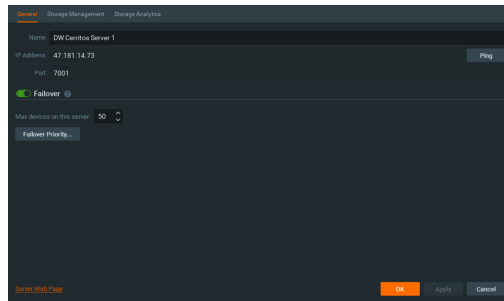 General Storage Management Storage Analytics
Name DW Cerritos Server 1
IP Address 47.181.14.73 Ping
Port 7001
Failover ?
Max devices on this server: 50
Failover Priority...
Server Web Page OK Apply Cancel